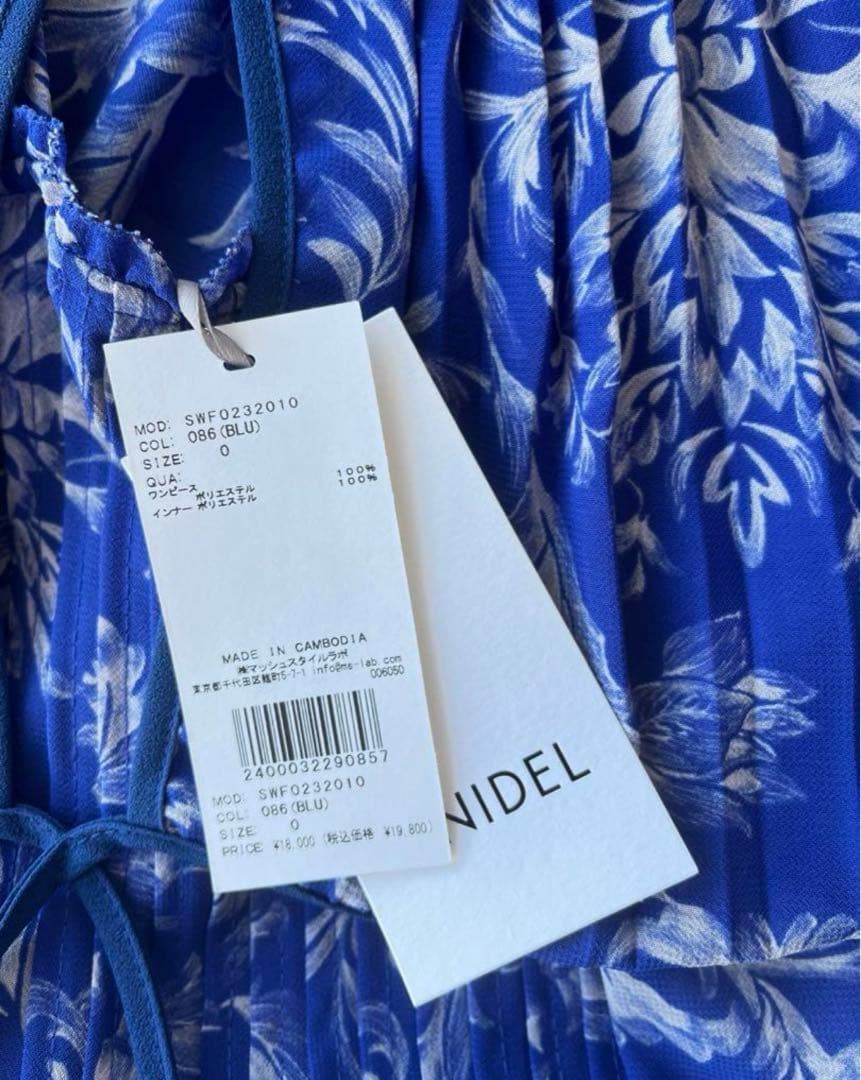 MOD: SWF0232010
COL: 086(BLU)
SIZE: 0
QUA:
ワンピース ポリエステル 100%
インナー ポリエステル 100%
MADE IN CAMBODIA
㈱マッシュスタイルラボ
東京都千代田区麹町5-7-1 info@ms-lab.com
006050
2400032290857
MOD: SWF0232010
COL: 086(BLU)
SIZE: 0
PRICE ¥18,000 (税込価格 ¥19,800)
NIDEL